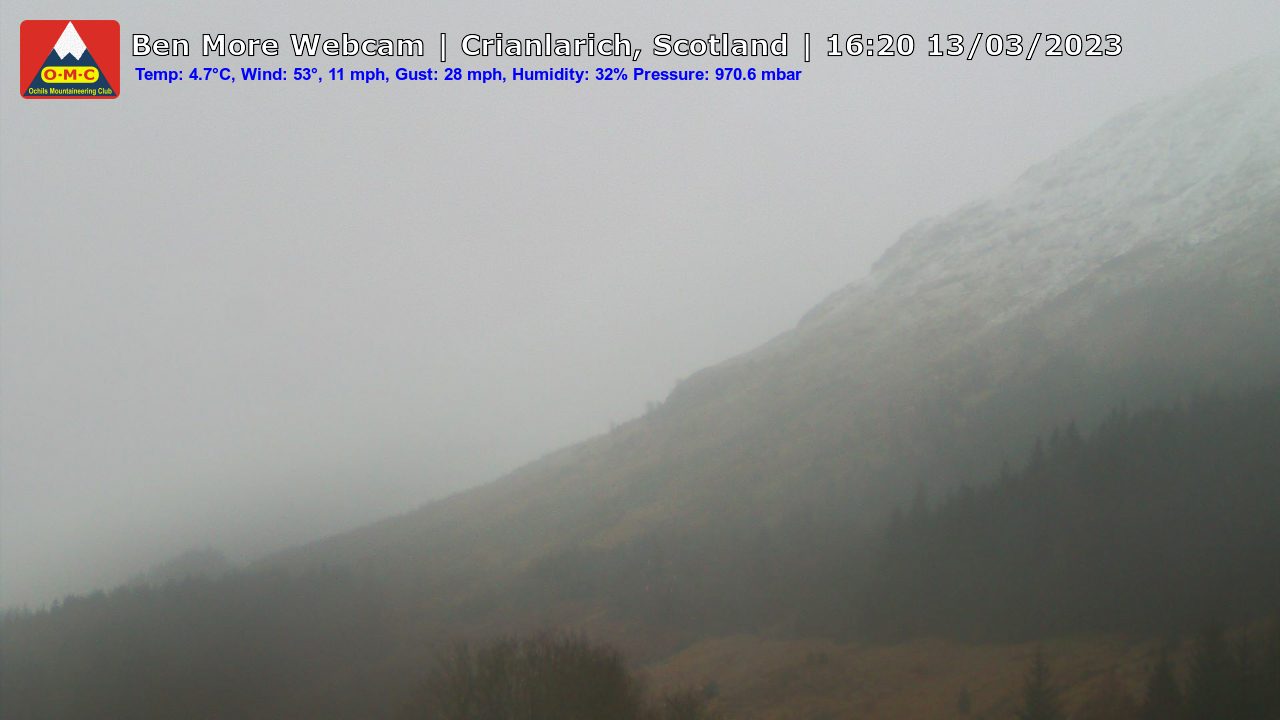 Ben More Webcam | Crianlarich, Scotland | 16:20 13/03/2023
Temp: 4.7°C, Wind: 53°, 11 mph, Gust: 28 mph, Humidity: 32% Pressure: 970.6 mbar
O·M·C
Ochils Mountaineering Club